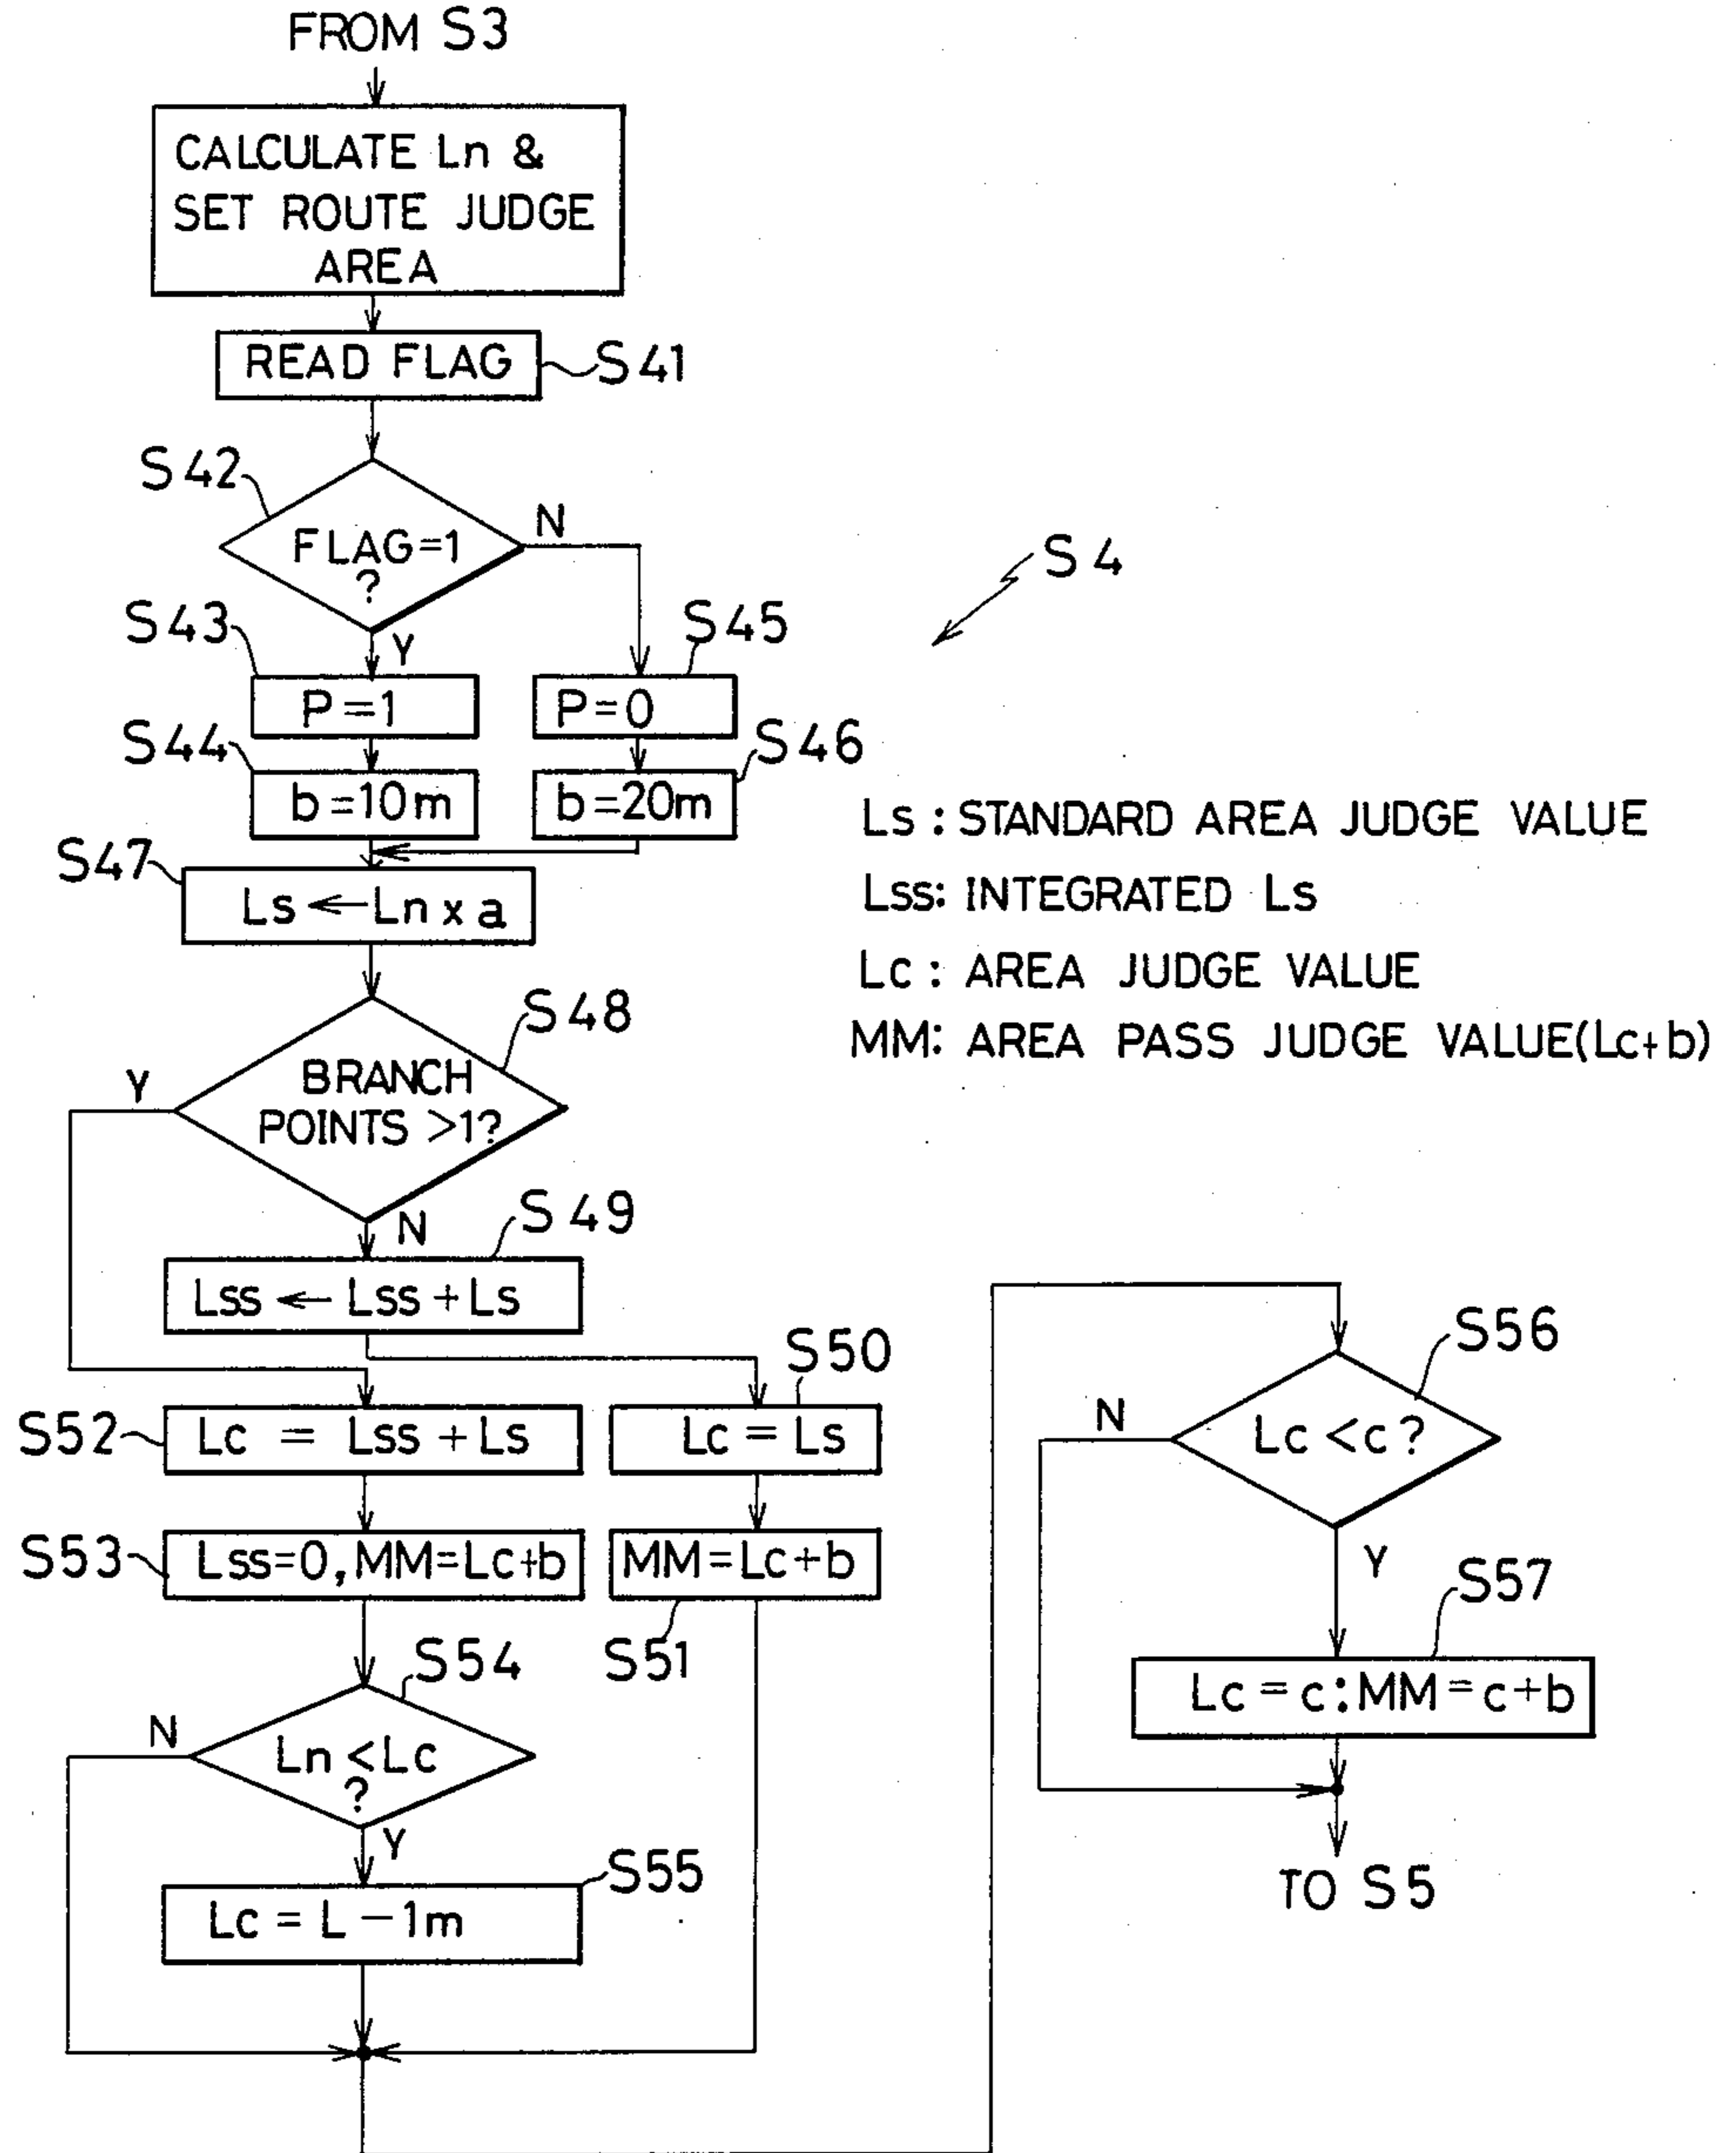 FROM S3
CALCULATE Ln &
SET ROUTE JUDGE
AREA
READ FLAG
S41
S42
FLAG=1
?
N
Y
S4
S43
P=1
S45
P=0
S44
b=10m
S46
b=20m
S47
Ls ← Ln x a
Ls : STANDARD AREA JUDGE VALUE
Lss: INTEGRATED Ls
Lc : AREA JUDGE VALUE
MM: AREA PASS JUDGE VALUE(Lc+b)
S48
BRANCH
POINTS >1?
Y
N
S49
Lss ← Lss + Ls
S50
Lc = Ls
S52
Lc = Lss + Ls
S53
Lss=0, MM=Lc+b
MM=Lc+b
S51
S54
Ln <Lc
?
N
Y
S55
Lc = L - 1m
S56
Lc <c ?
N
Y
S57
Lc = c : MM = c+b
TO S5